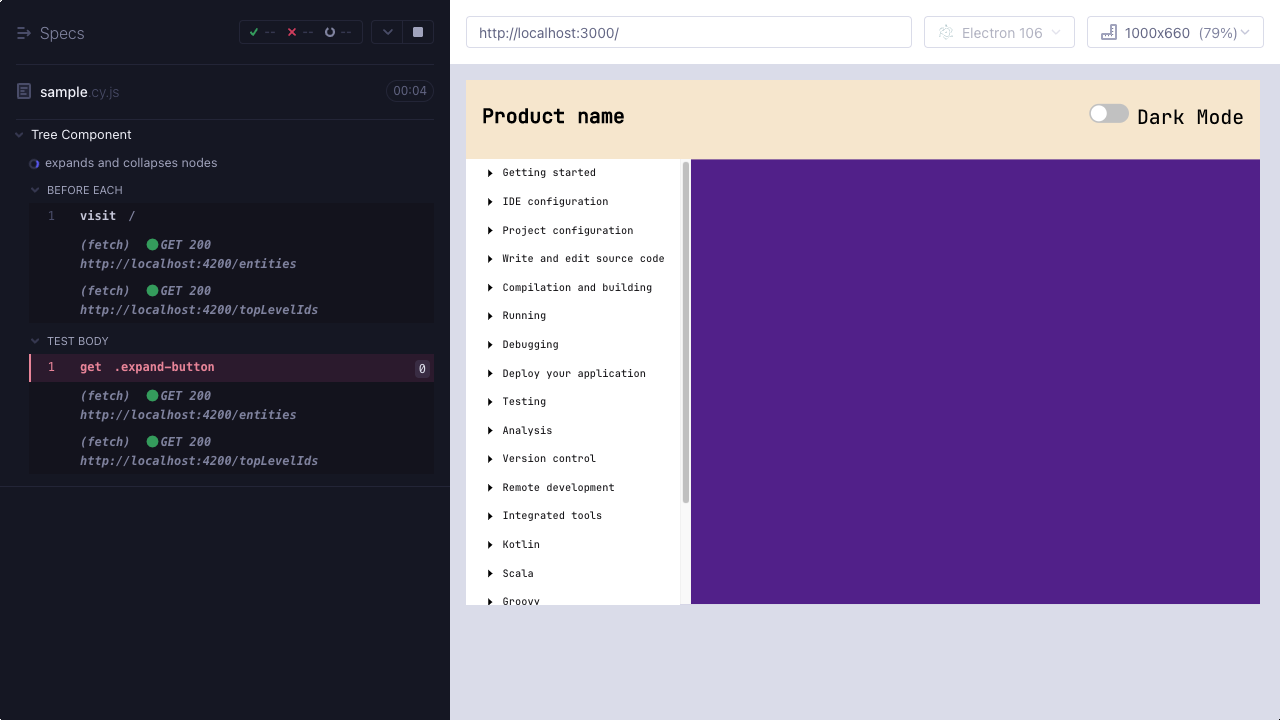 Specs
--
--
--
http://localhost:3000/
Electron 106
1000x660 (79%)
sample.cy.js
00:04
Tree Component
expands and collapses nodes
BEFORE EACH
1 visit /
(fetch) GET 200
http://localhost:4200/entities
(fetch) GET 200
http://localhost:4200/topLevelIds
TEST BODY
1 get .expand-button 0
(fetch) GET 200
http://localhost:4200/entities
(fetch) GET 200
http://localhost:4200/topLevelIds
Product name
Dark Mode
Getting started
IDE configuration
Project configuration
Write and edit source code
Compilation and building
Running
Debugging
Deploy your application
Testing
Analysis
Version control
Remote development
Integrated tools
Kotlin
Scala
Groovy